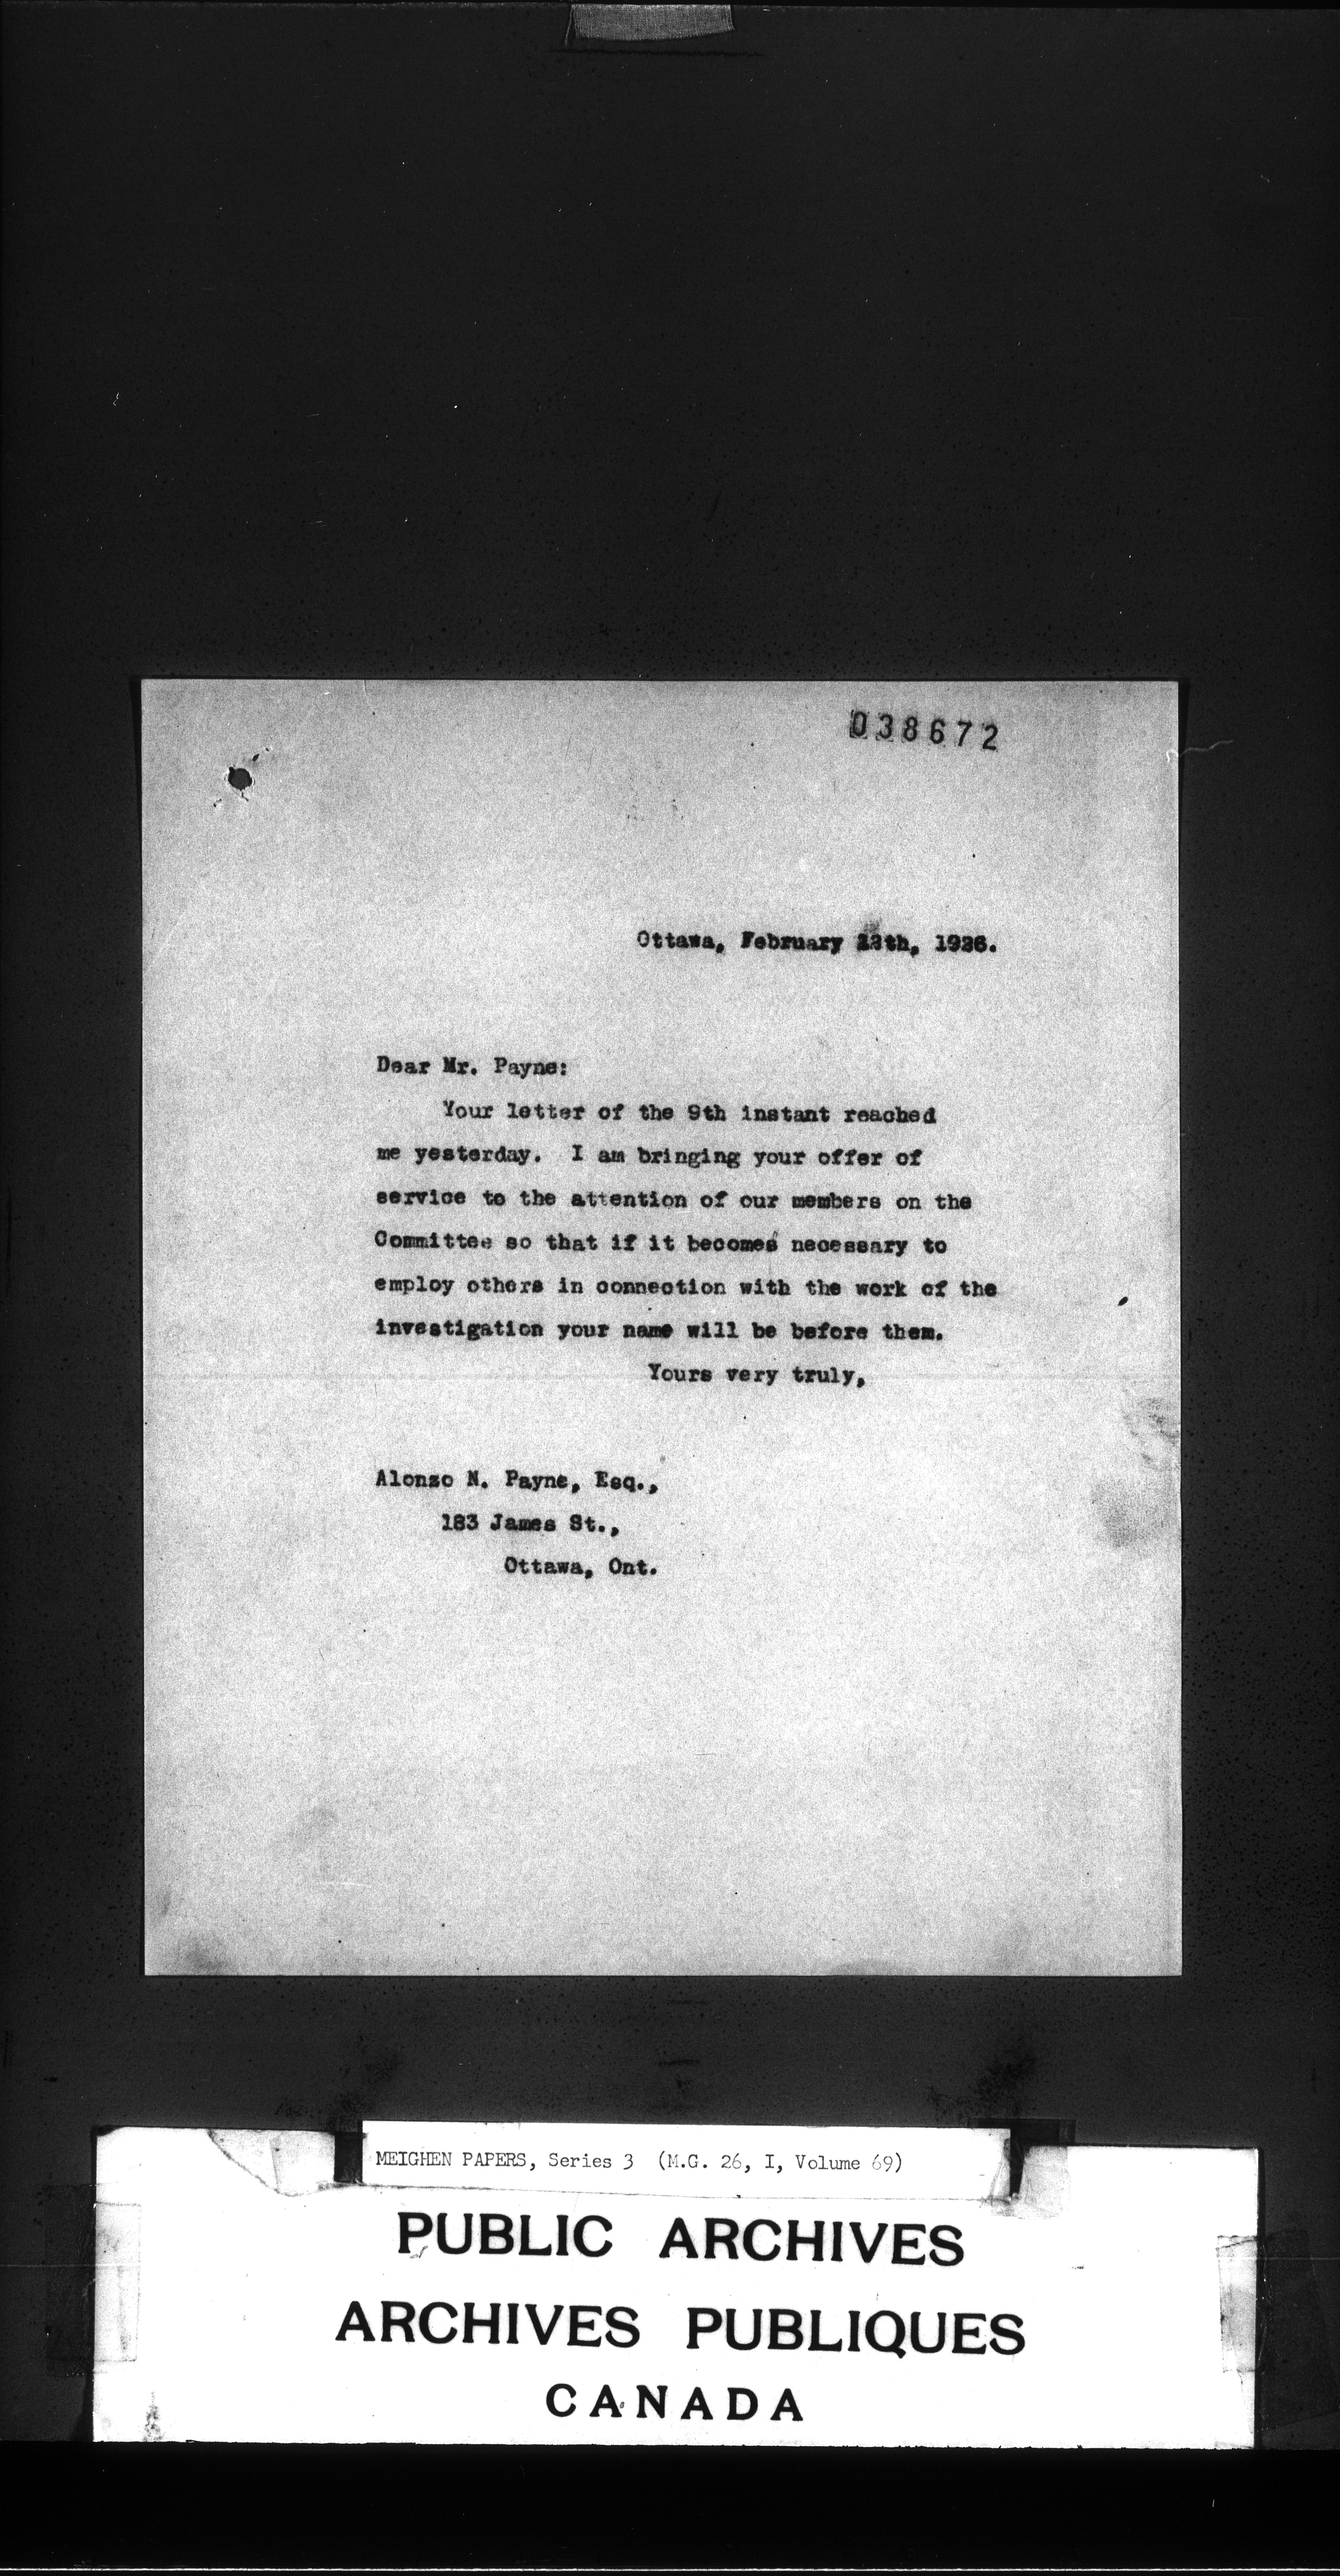 038672
Ottawa, February 13th, 1926.
Dear Mr. Payne:
Your letter of the 9th instant reached
me yesterday. I am bringing your offer of
service to the attention of our members on the
Committee so that if it becomes necessary to
employ others in connection with the work of the
investigation your name will be before them.
Yours very truly,
Alonzo N. Payne, Esq.,
183 James St.,
Ottawa, Ont.
MEIGHEN PAPERS, Series 3 (M.G. 26, I, Volume 69)
PUBLIC ARCHIVES
ARCHIVES PUBLIQUES
CANADA